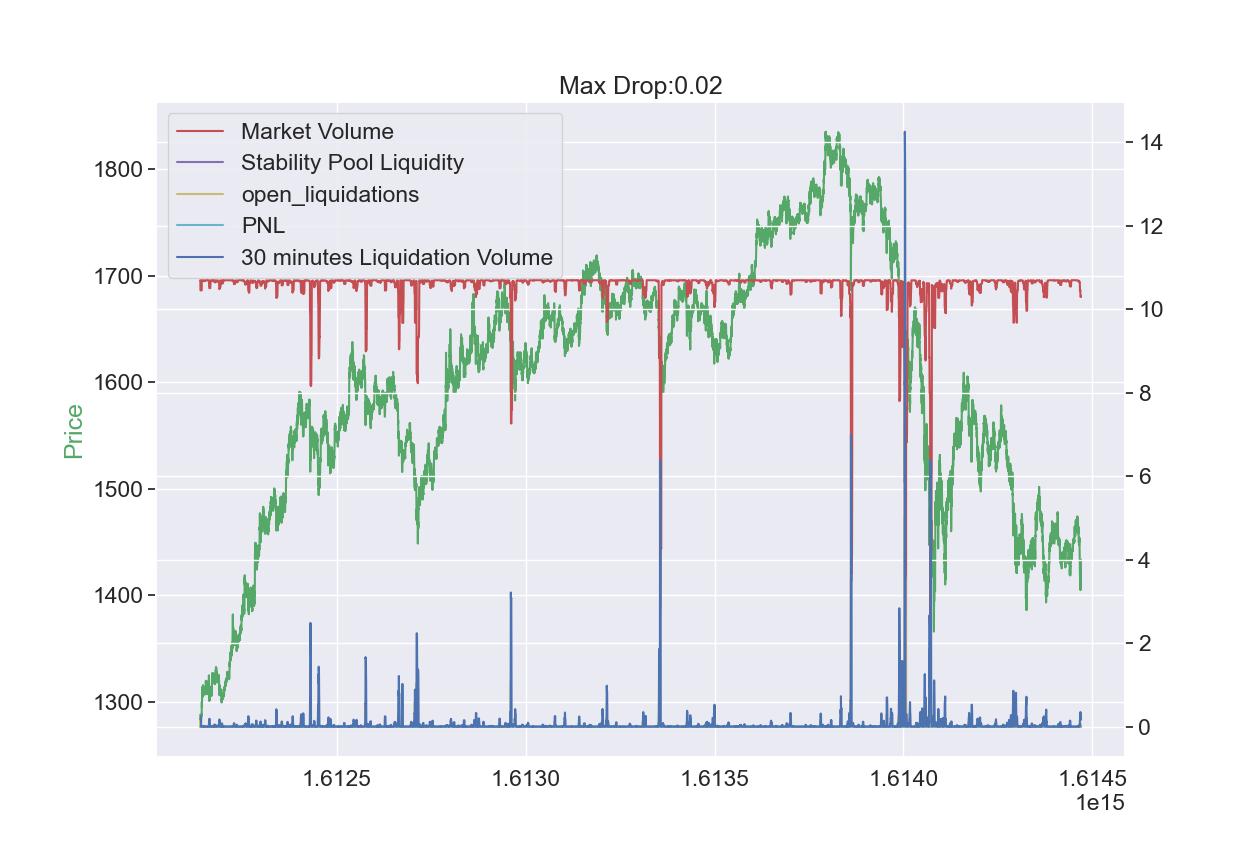 Max Drop:0.02
Market Volume
Stability Pool Liquidity
open_liquidations
PNL
30 minutes Liquidation Volume
Price
1800
1700
1600
1500
1400
1300
14
12
10
8
6
4
2
0
1.6125 1.6130 1.6135 1.6140 1.6145
1e15